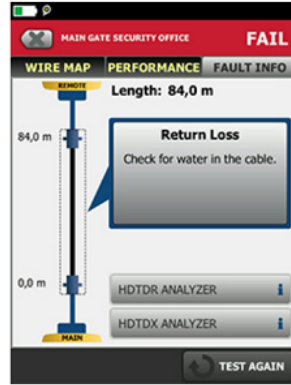 MAIN GATE SECURITY OFFICE
FAIL
WIRE MAP
PERFORMANCE
FAULT INFO
REMOTE
Length: 84,0 m
84,0 m
Return Loss
Check for water in the cable.
0,0 m
HDTDR ANALYZER
i
HDTDX ANALYZER
i
MAIN
TEST AGAIN